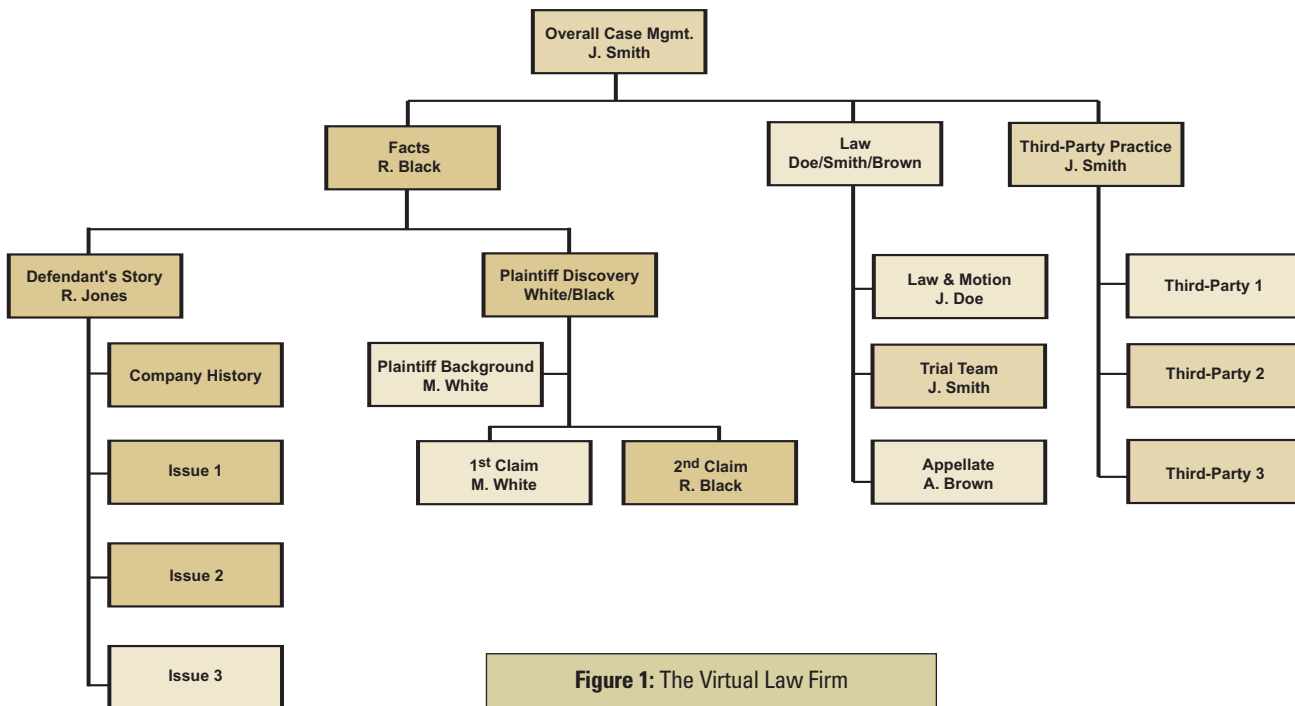 Overall Case Mgmt.
J. Smith
Facts
R. Black
Law
Doe/Smith/Brown
Third-Party Practice
J. Smith
Defendant's Story
R. Jones
Plaintiff Discovery
White/Black
Law & Motion
J. Doe
Third-Party 1
Company History
Plaintiff Background
M. White
Trial Team
J. Smith
Third-Party 2
Issue 1
1st Claim
M. White
2nd Claim
R. Black
Appellate
A. Brown
Third-Party 3
Issue 2
Issue 3
Figure 1: The Virtual Law Firm